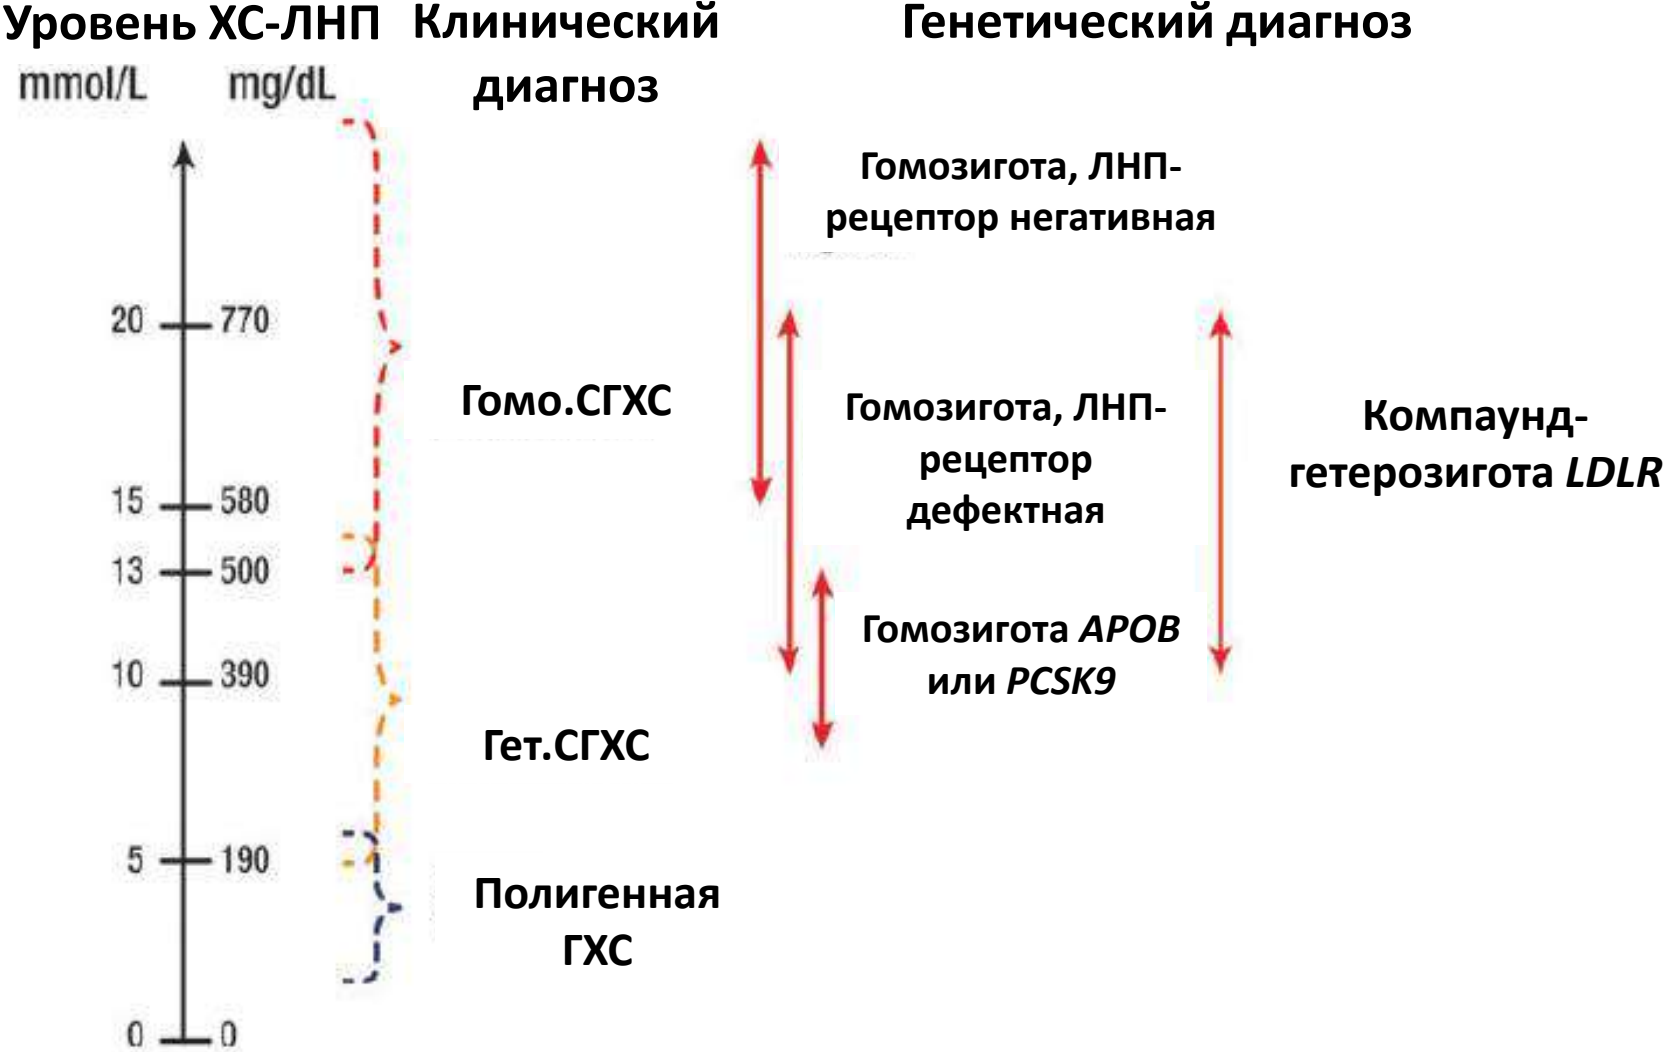 Уровень ХС-ЛНП
Клинический
диагноз
Генетический диагноз
mmol/L mg/dL
Гомозигота, ЛНП-
рецептор негативная
20 770
Гомо.СГХС
Гомозигота, ЛНП-
рецептор
дефектная
Компаунд-
гетерозигота LDLR
15 580
13 500
Гомозигота APOB
или PCSK9
10 390
Гет.СГХС
5 190
Полигенная
ГХС
0 0